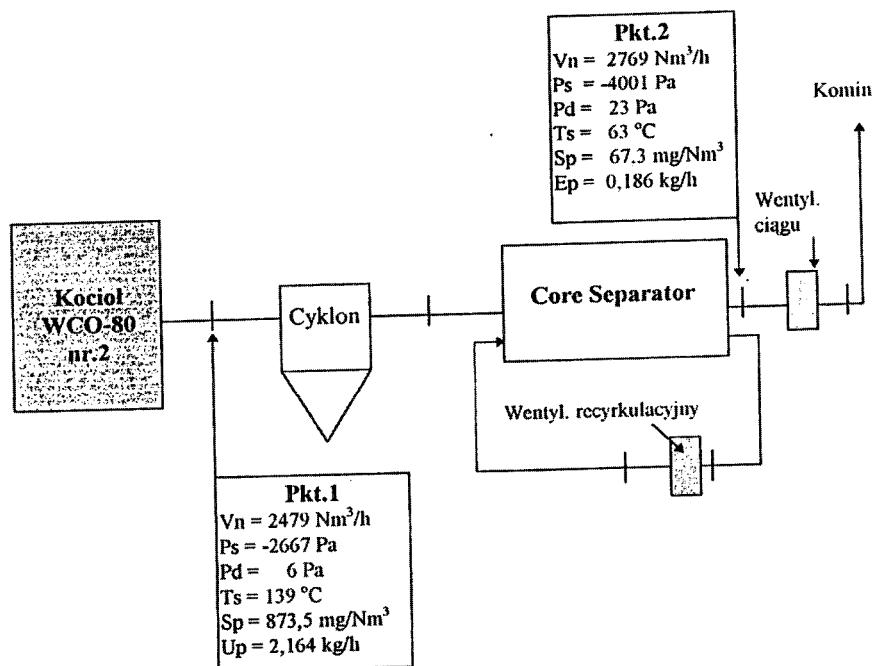 Pkt.2
Vn = 2769 Nm³/h
Ps = -4001 Pa
Pd = 23 Pa
Ts = 63 °C
Sp = 67.3 mg/Nm³
Ep = 0,186 kg/h
Komin
Wentyl.
ciągu
Kocioł
WCO-80
nr.2
Cyklon
Core Separator
Wentyl. recyrkulacyjny
Pkt.1
Vn = 2479 Nm³/h
Ps = -2667 Pa
Pd = 6 Pa
Ts = 139 °C
Sp = 873,5 mg/Nm³
Up = 2,164 kg/h